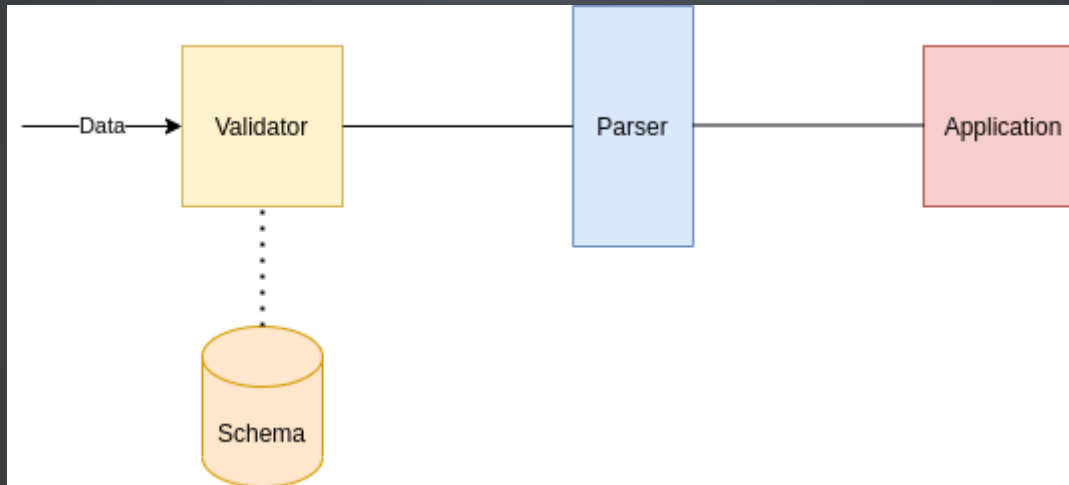 Data
Validator
Parser
Application
Schema